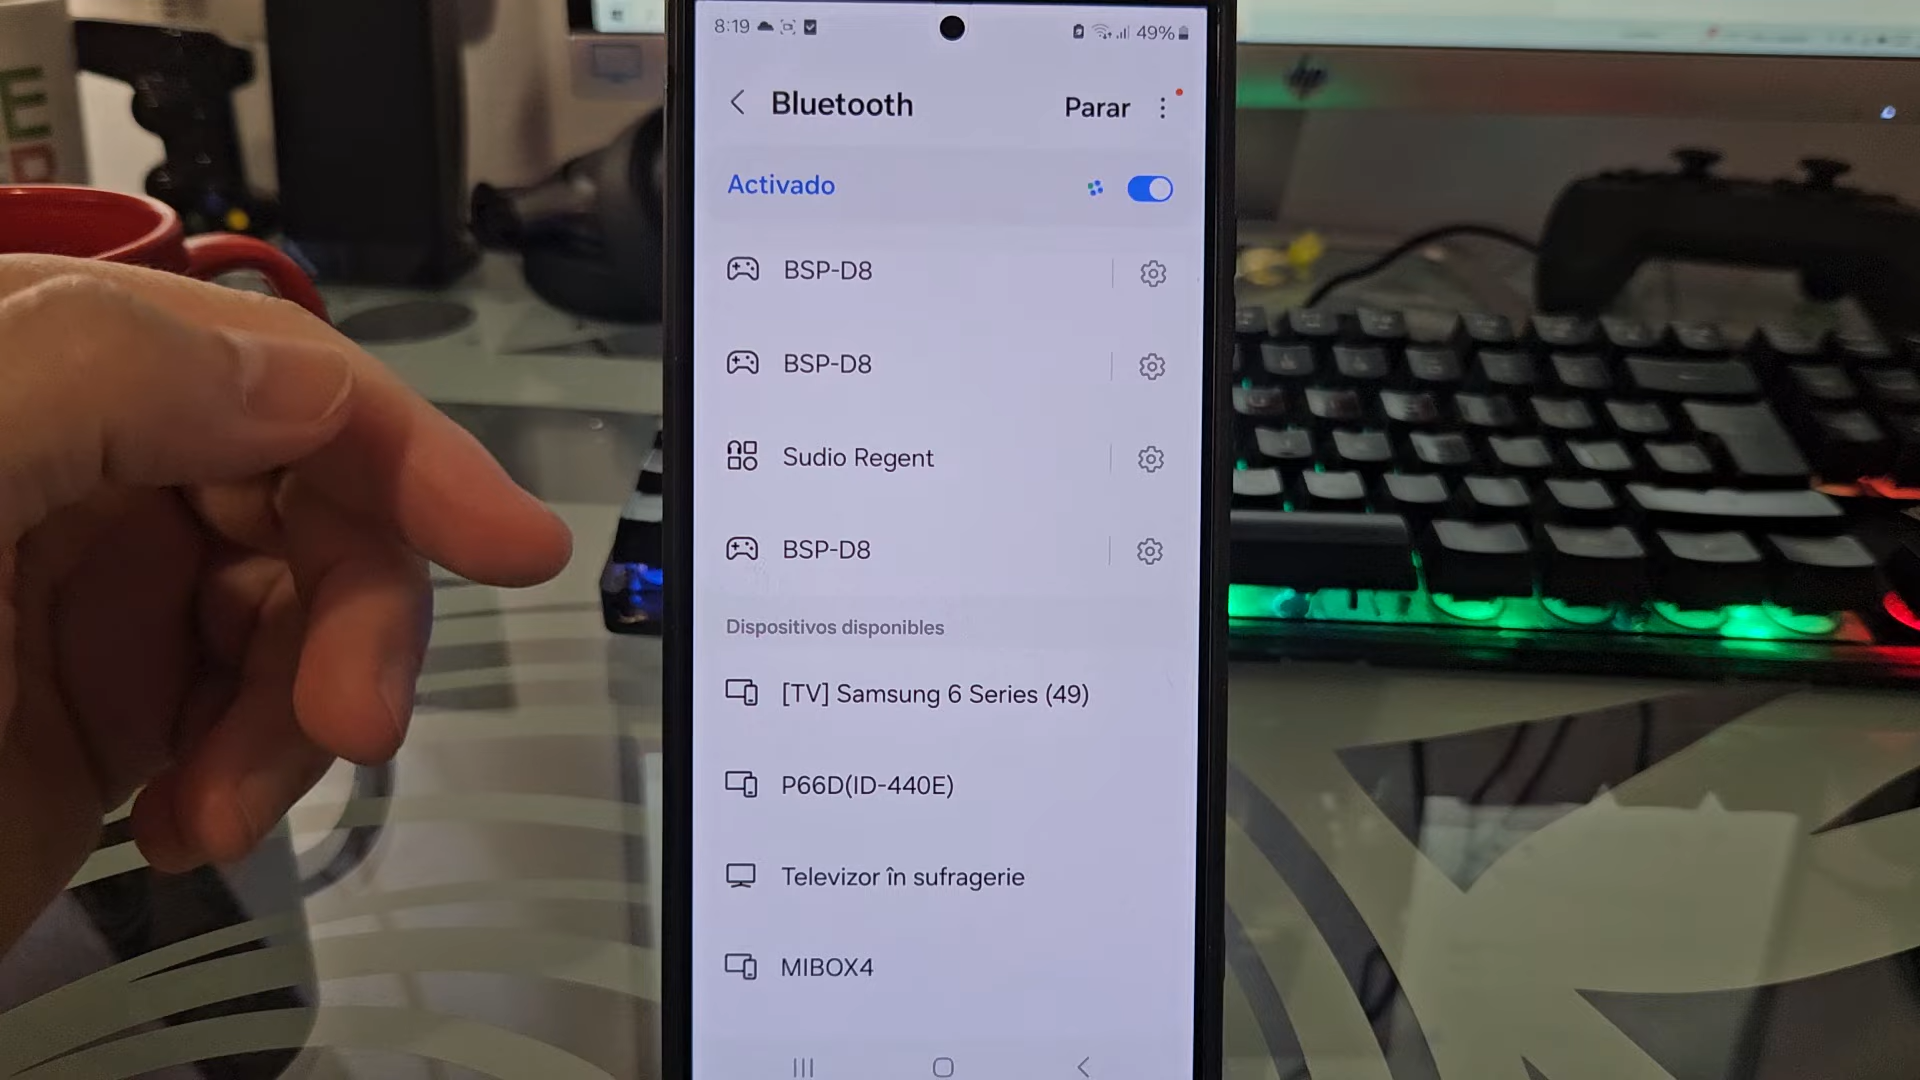 8:19
49%
Bluetooth
Parar
Activado
BSP-D8
BSP-D8
Sudio Regent
BSP-D8
Dispositivos disponibles
[TV] Samsung 6 Series (49)
P66D(ID-440E)
Televizor în sufragerie
MIBOX4
hp